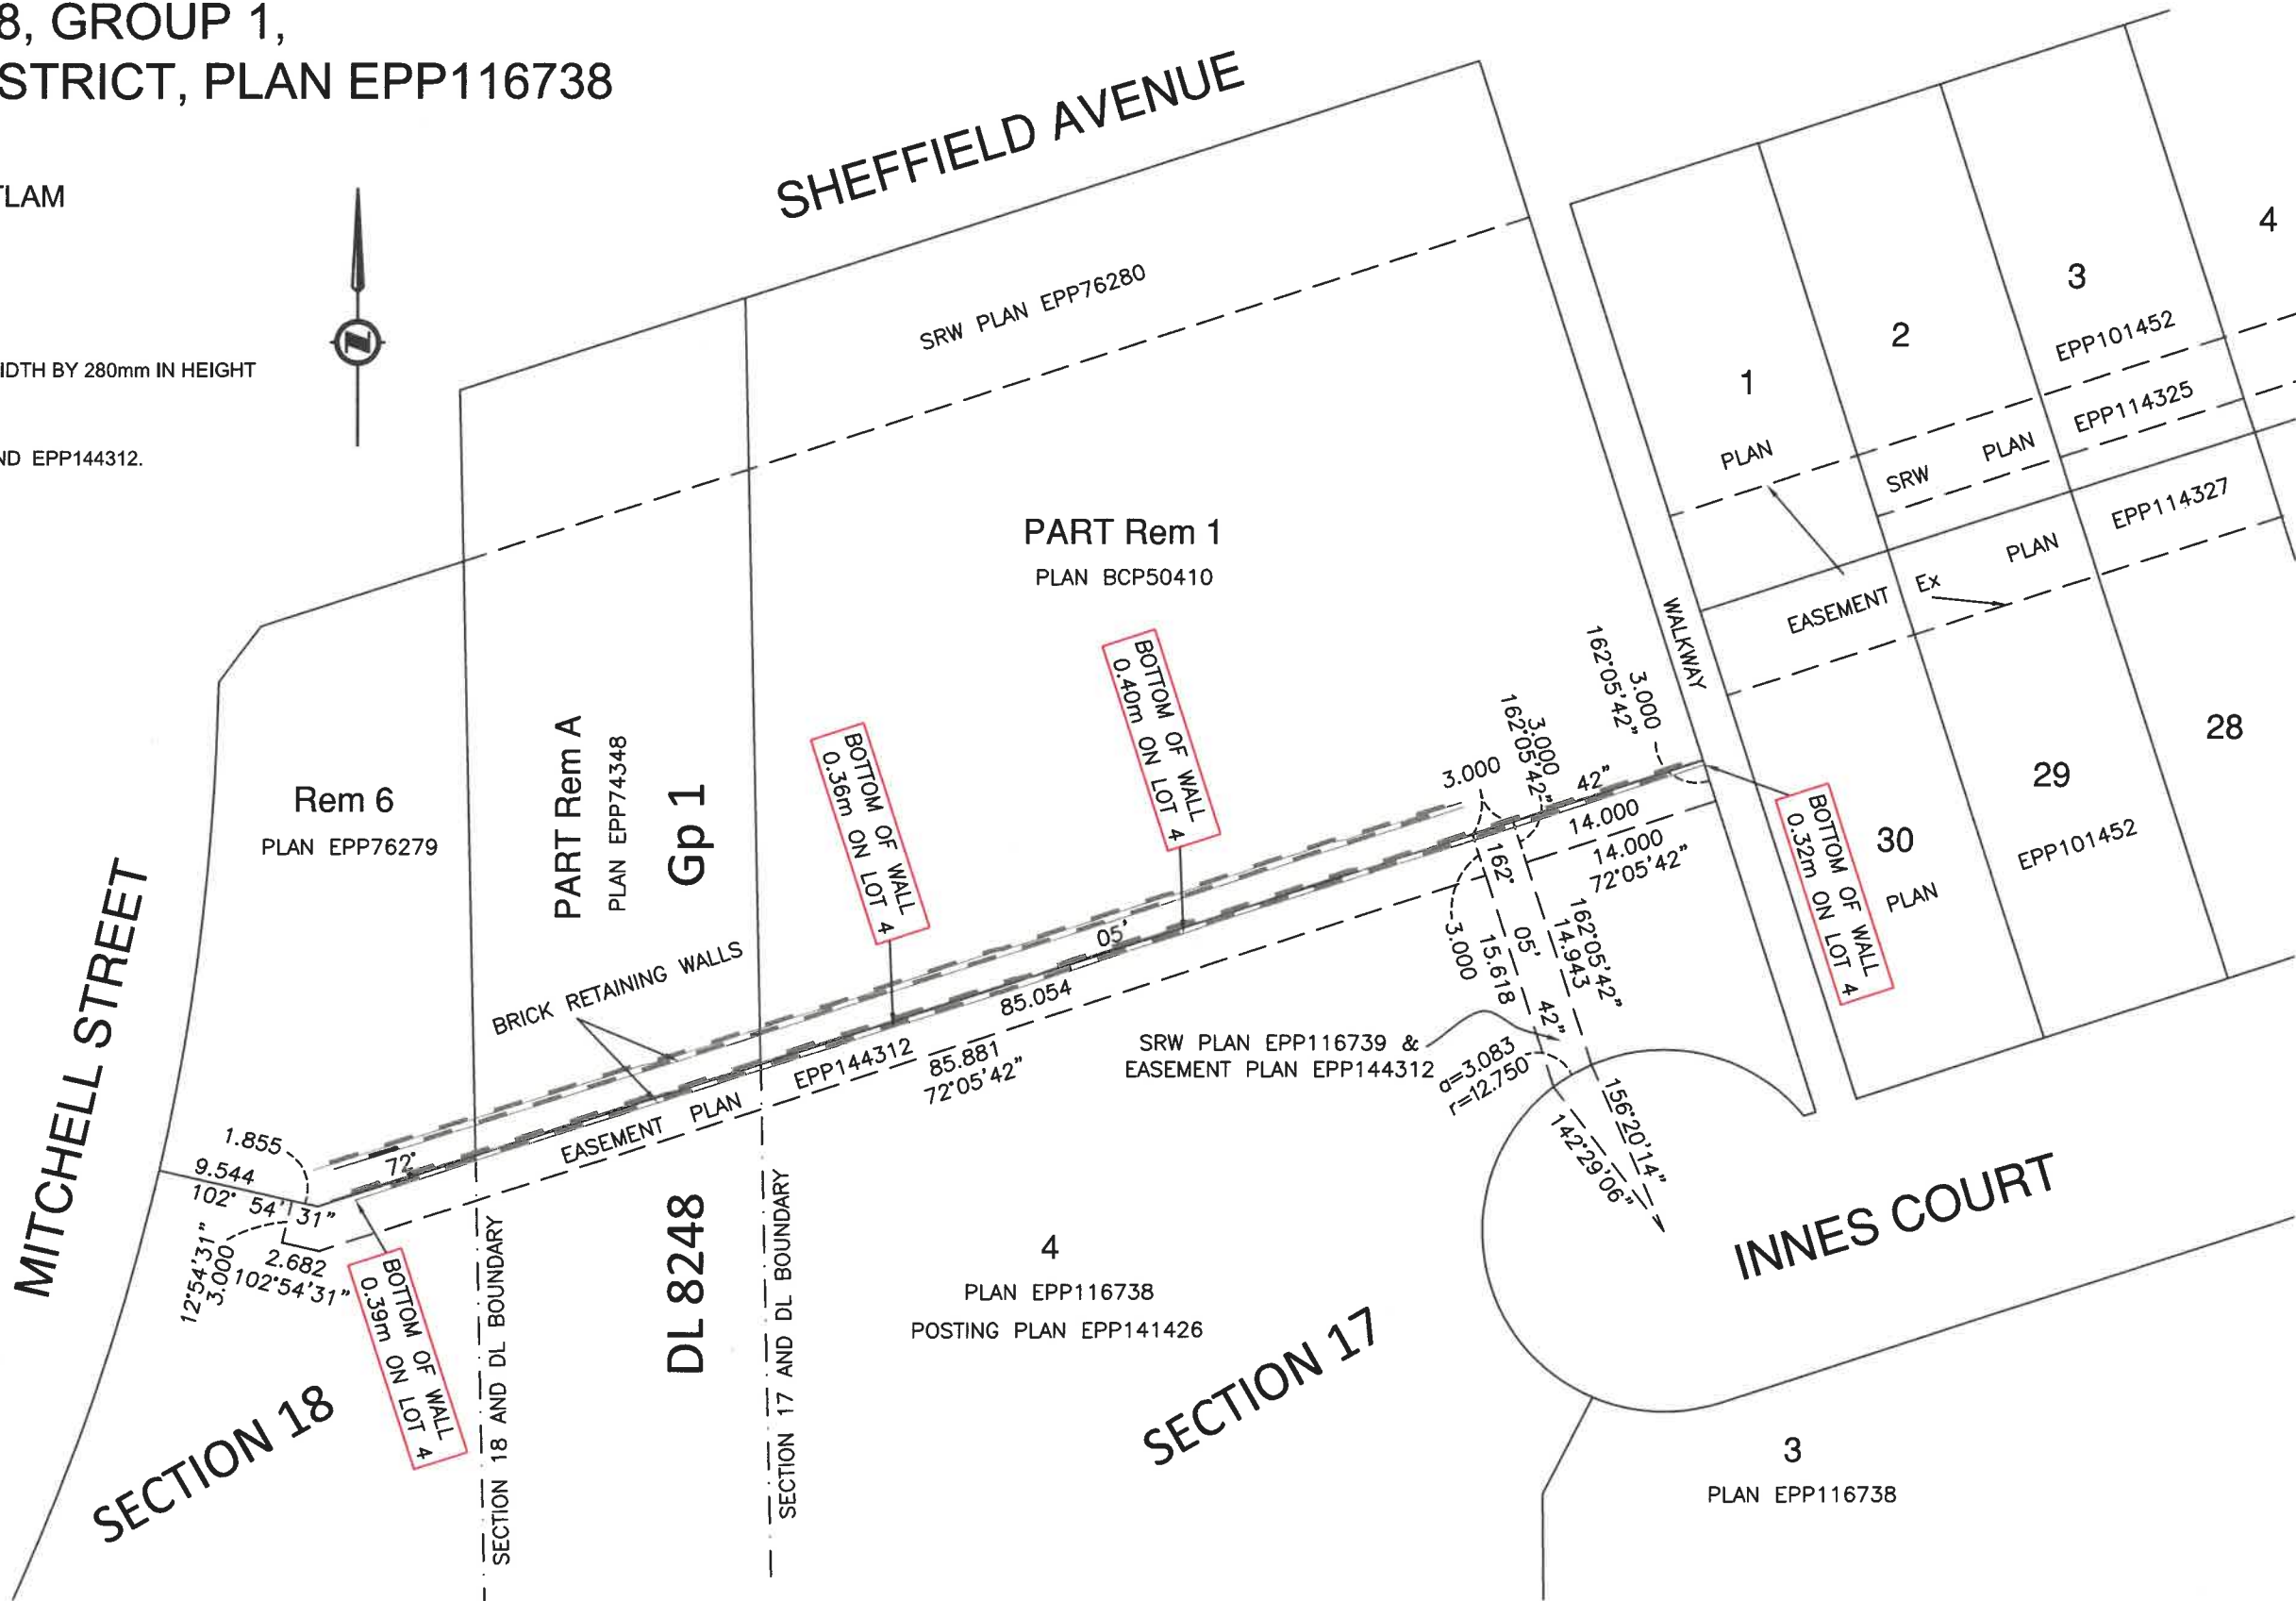 8, GROUP 1,
STRICT, PLAN EPP116738
TLAM
IDTH BY 280mm IN HEIGHT
ND EPP144312.
SHEFFIELD AVENUE
SRW PLAN EPP76280
PART Rem 1
PLAN BCP50410
1
2
3
4
EPP101452
PLAN
SRW PLAN EPP114325
EASEMENT Ex PLAN EPP114327
WALKWAY
28
29
30
PLAN EPP101452
Rem 6
PLAN EPP76279
PART Rem A
PLAN EPP74348
Gp 1
MITCHELL STREET
BRICK RETAINING WALLS
BOTTOM OF WALL
0.36m ON LOT 4
BOTTOM OF WALL
0.40m ON LOT 4
BOTTOM OF WALL
0.32m ON LOT 4
BOTTOM OF WALL
0.39m ON LOT 4
3.000
162°05'42"
3.000
162°05'42"
3.000
72° 05' 42"
14.000
14.000
72°05'42"
85.054
85.881
72°05'42"
EASEMENT PLAN EPP144312
3.000
162° 05' 42"
15.618
162°05'42"
14.943
SRW PLAN EPP116739 &
EASEMENT PLAN EPP144312
a=3.083
r=12.750
156°20'14"
142°29'06"
1.855
9.544
102° 54' 31"
12°54'31"
3.000
2.682
102°54'31"
INNES COURT
DL 8248
SECTION 18 AND DL BOUNDARY
SECTION 17 AND DL BOUNDARY
4
PLAN EPP116738
POSTING PLAN EPP141426
SECTION 18
SECTION 17
3
PLAN EPP116738